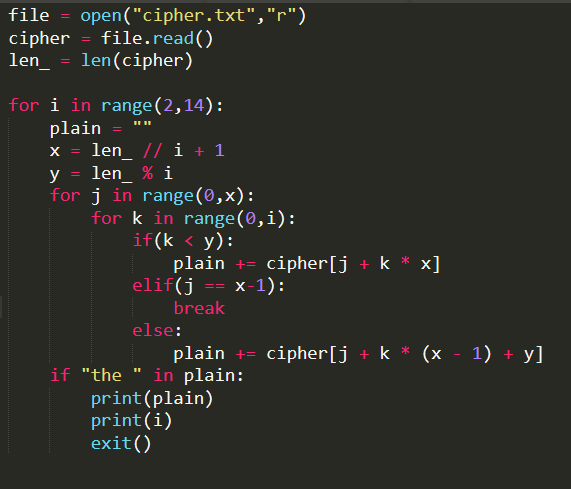 file = open("cipher.txt","r")
cipher = file.read()
len_ = len(cipher)

for i in range(2,14):
    plain = ""
    x = len_ // i + 1
    y = len_ % i
    for j in range(0,x):
        for k in range(0,i):
            if(k < y):
                plain += cipher[j + k * x]
            elif(j == x-1):
                break
            else:
                plain += cipher[j + k * (x - 1) + y]
    if "the " in plain:
        print(plain)
        print(i)
        exit()